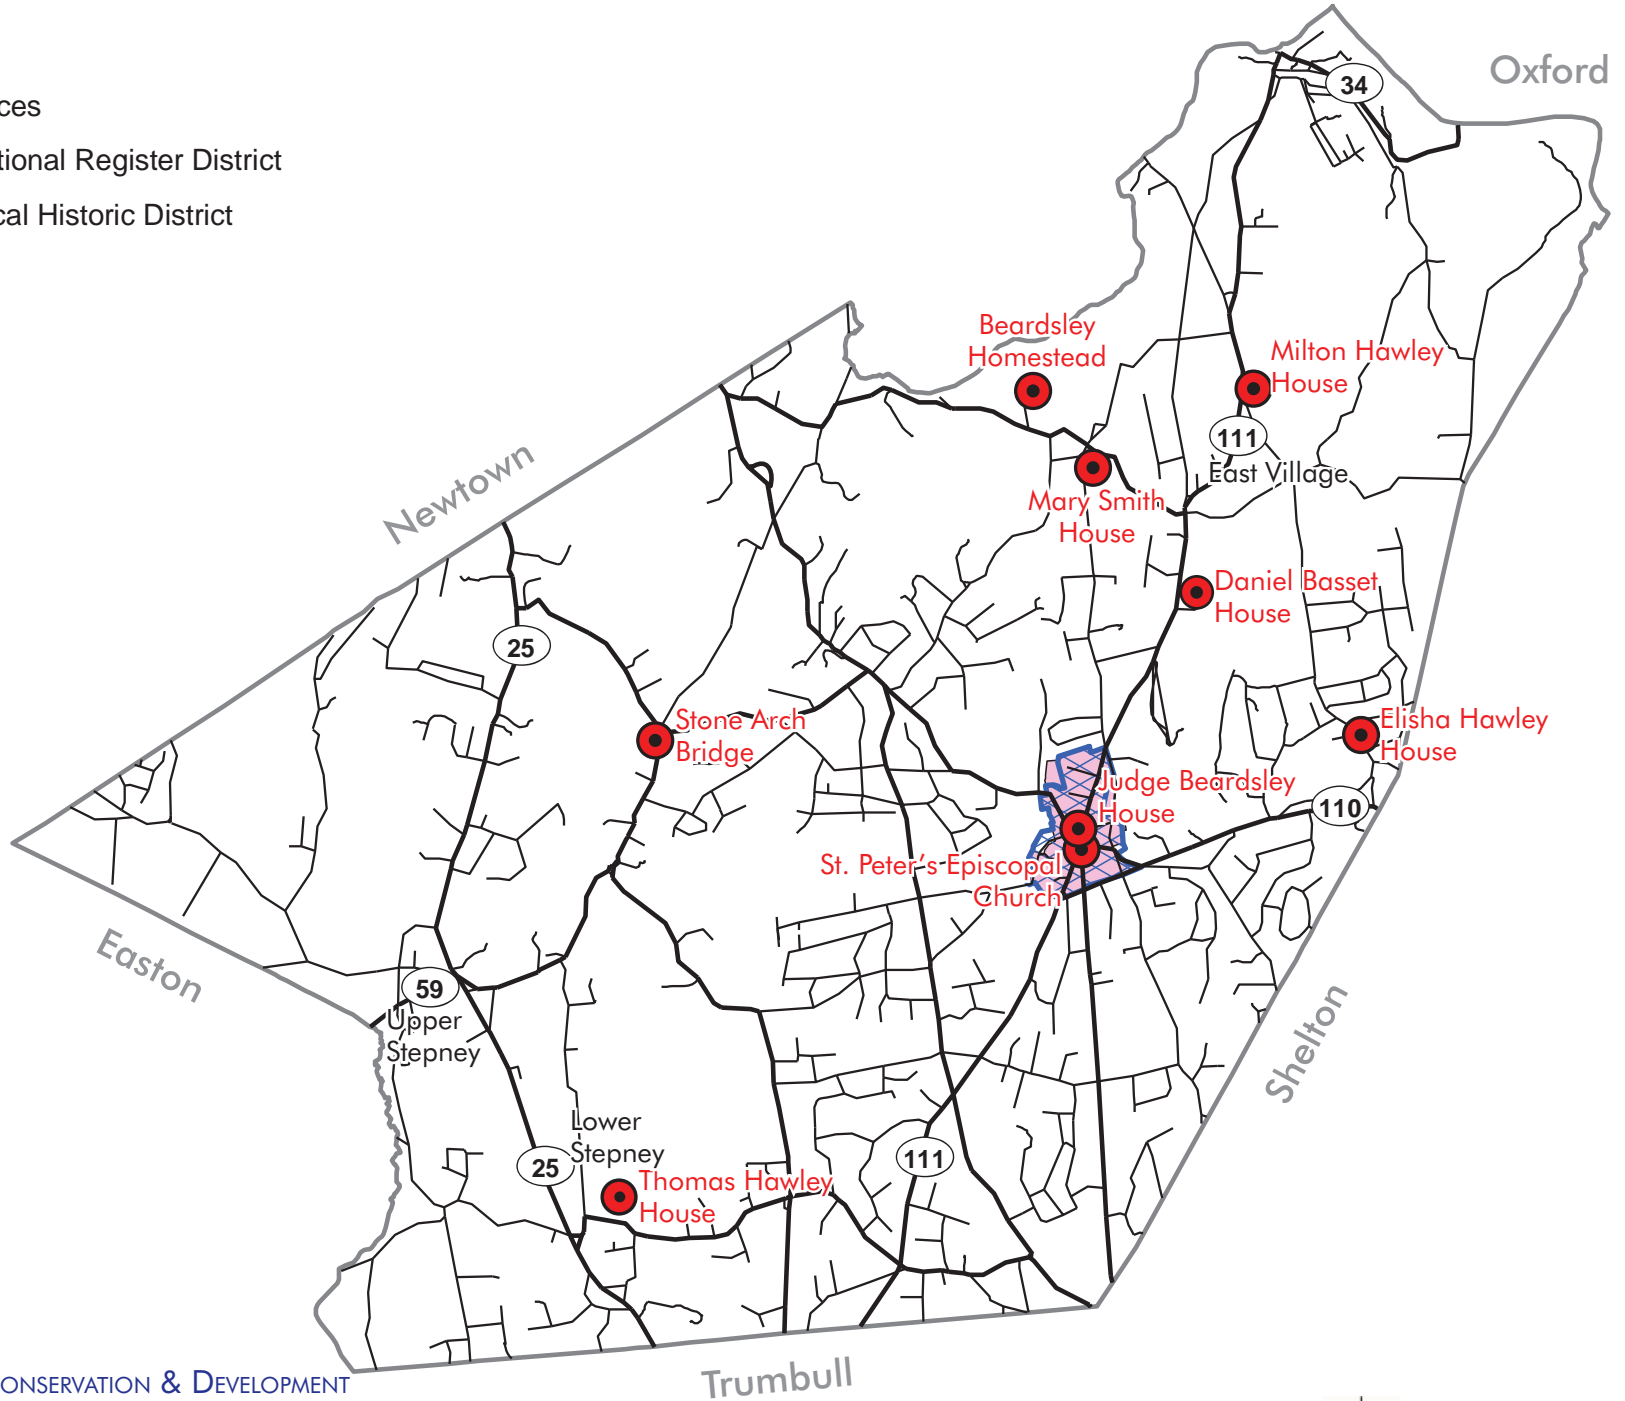 ces
tional Register District
cal Historic District
Oxford
34
Beardsley
Homestead
Milton Hawley
House
111
East Village
Newtown
Mary Smith
House
Daniel Basset
House
25
Stone Arch
Bridge
Elisha Hawley
House
Judge Beardsley
House
110
St. Peter's Episcopal
Church
Easton
59
Upper
Stepney
Shelton
Lower
Stepney
25
111
Thomas Hawley
House
Trumbull
ONSERVATION & DEVELOPMENT